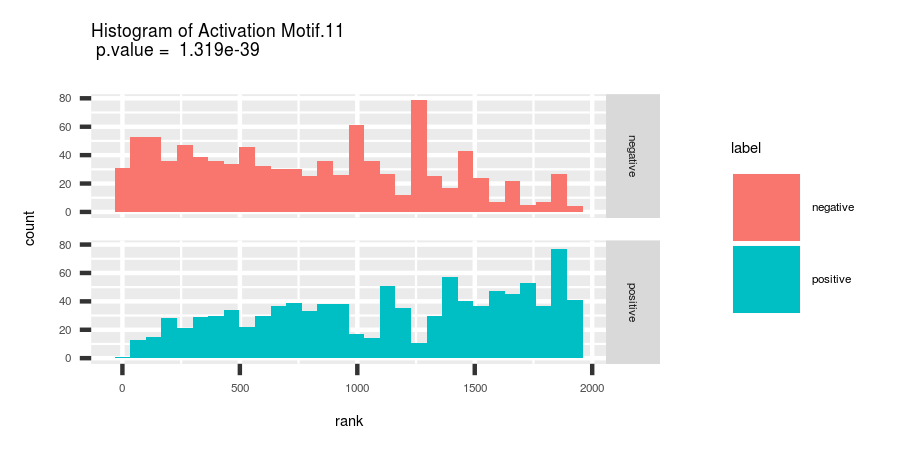 Histogram of Activation Motif.11
p.value = 1.319e-39
80
60
40
20
0
negative
80
60
40
20
0
positive
0 500 1000 1500 2000
rank
count
label
negative
positive